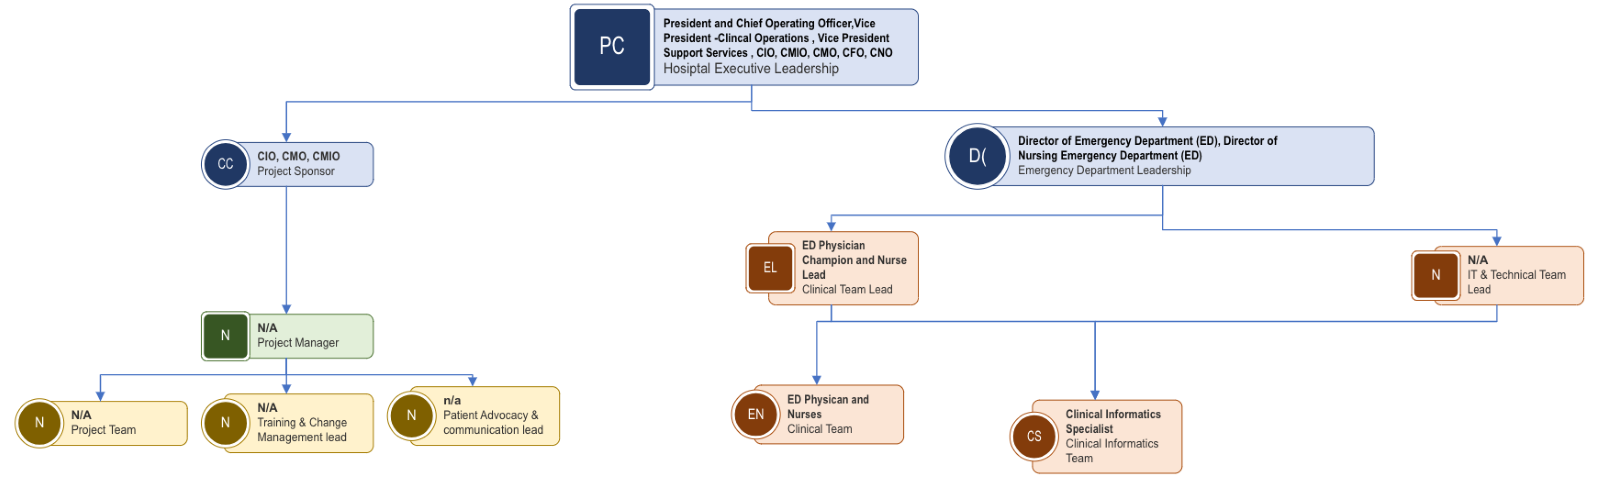 PC
President and Chief Operating Officer,Vice
President -Clincal Operations , Vice President
Support Services , CIO, CMIO, CMO, CFO, CNO
Hosiptal Executive Leadership
CC
CIO, CMO, CMIO
Project Sponsor
D(
Director of Emergency Department (ED), Director of
Nursing Emergency Department (ED)
Emergency Department Leadership
EL
ED Physician
Champion and Nurse
Lead
Clinical Team Lead
N
N/A
IT & Technical Team
Lead
N
N/A
Project Manager
N
N/A
Project Team
N
N/A
Training & Change
Management lead
N
n/a
Patient Advocacy &
communication lead
EN
ED Physican and
Nurses
Clinical Team
CS
Clinical Informatics
Specialist
Clinical Informatics
Team